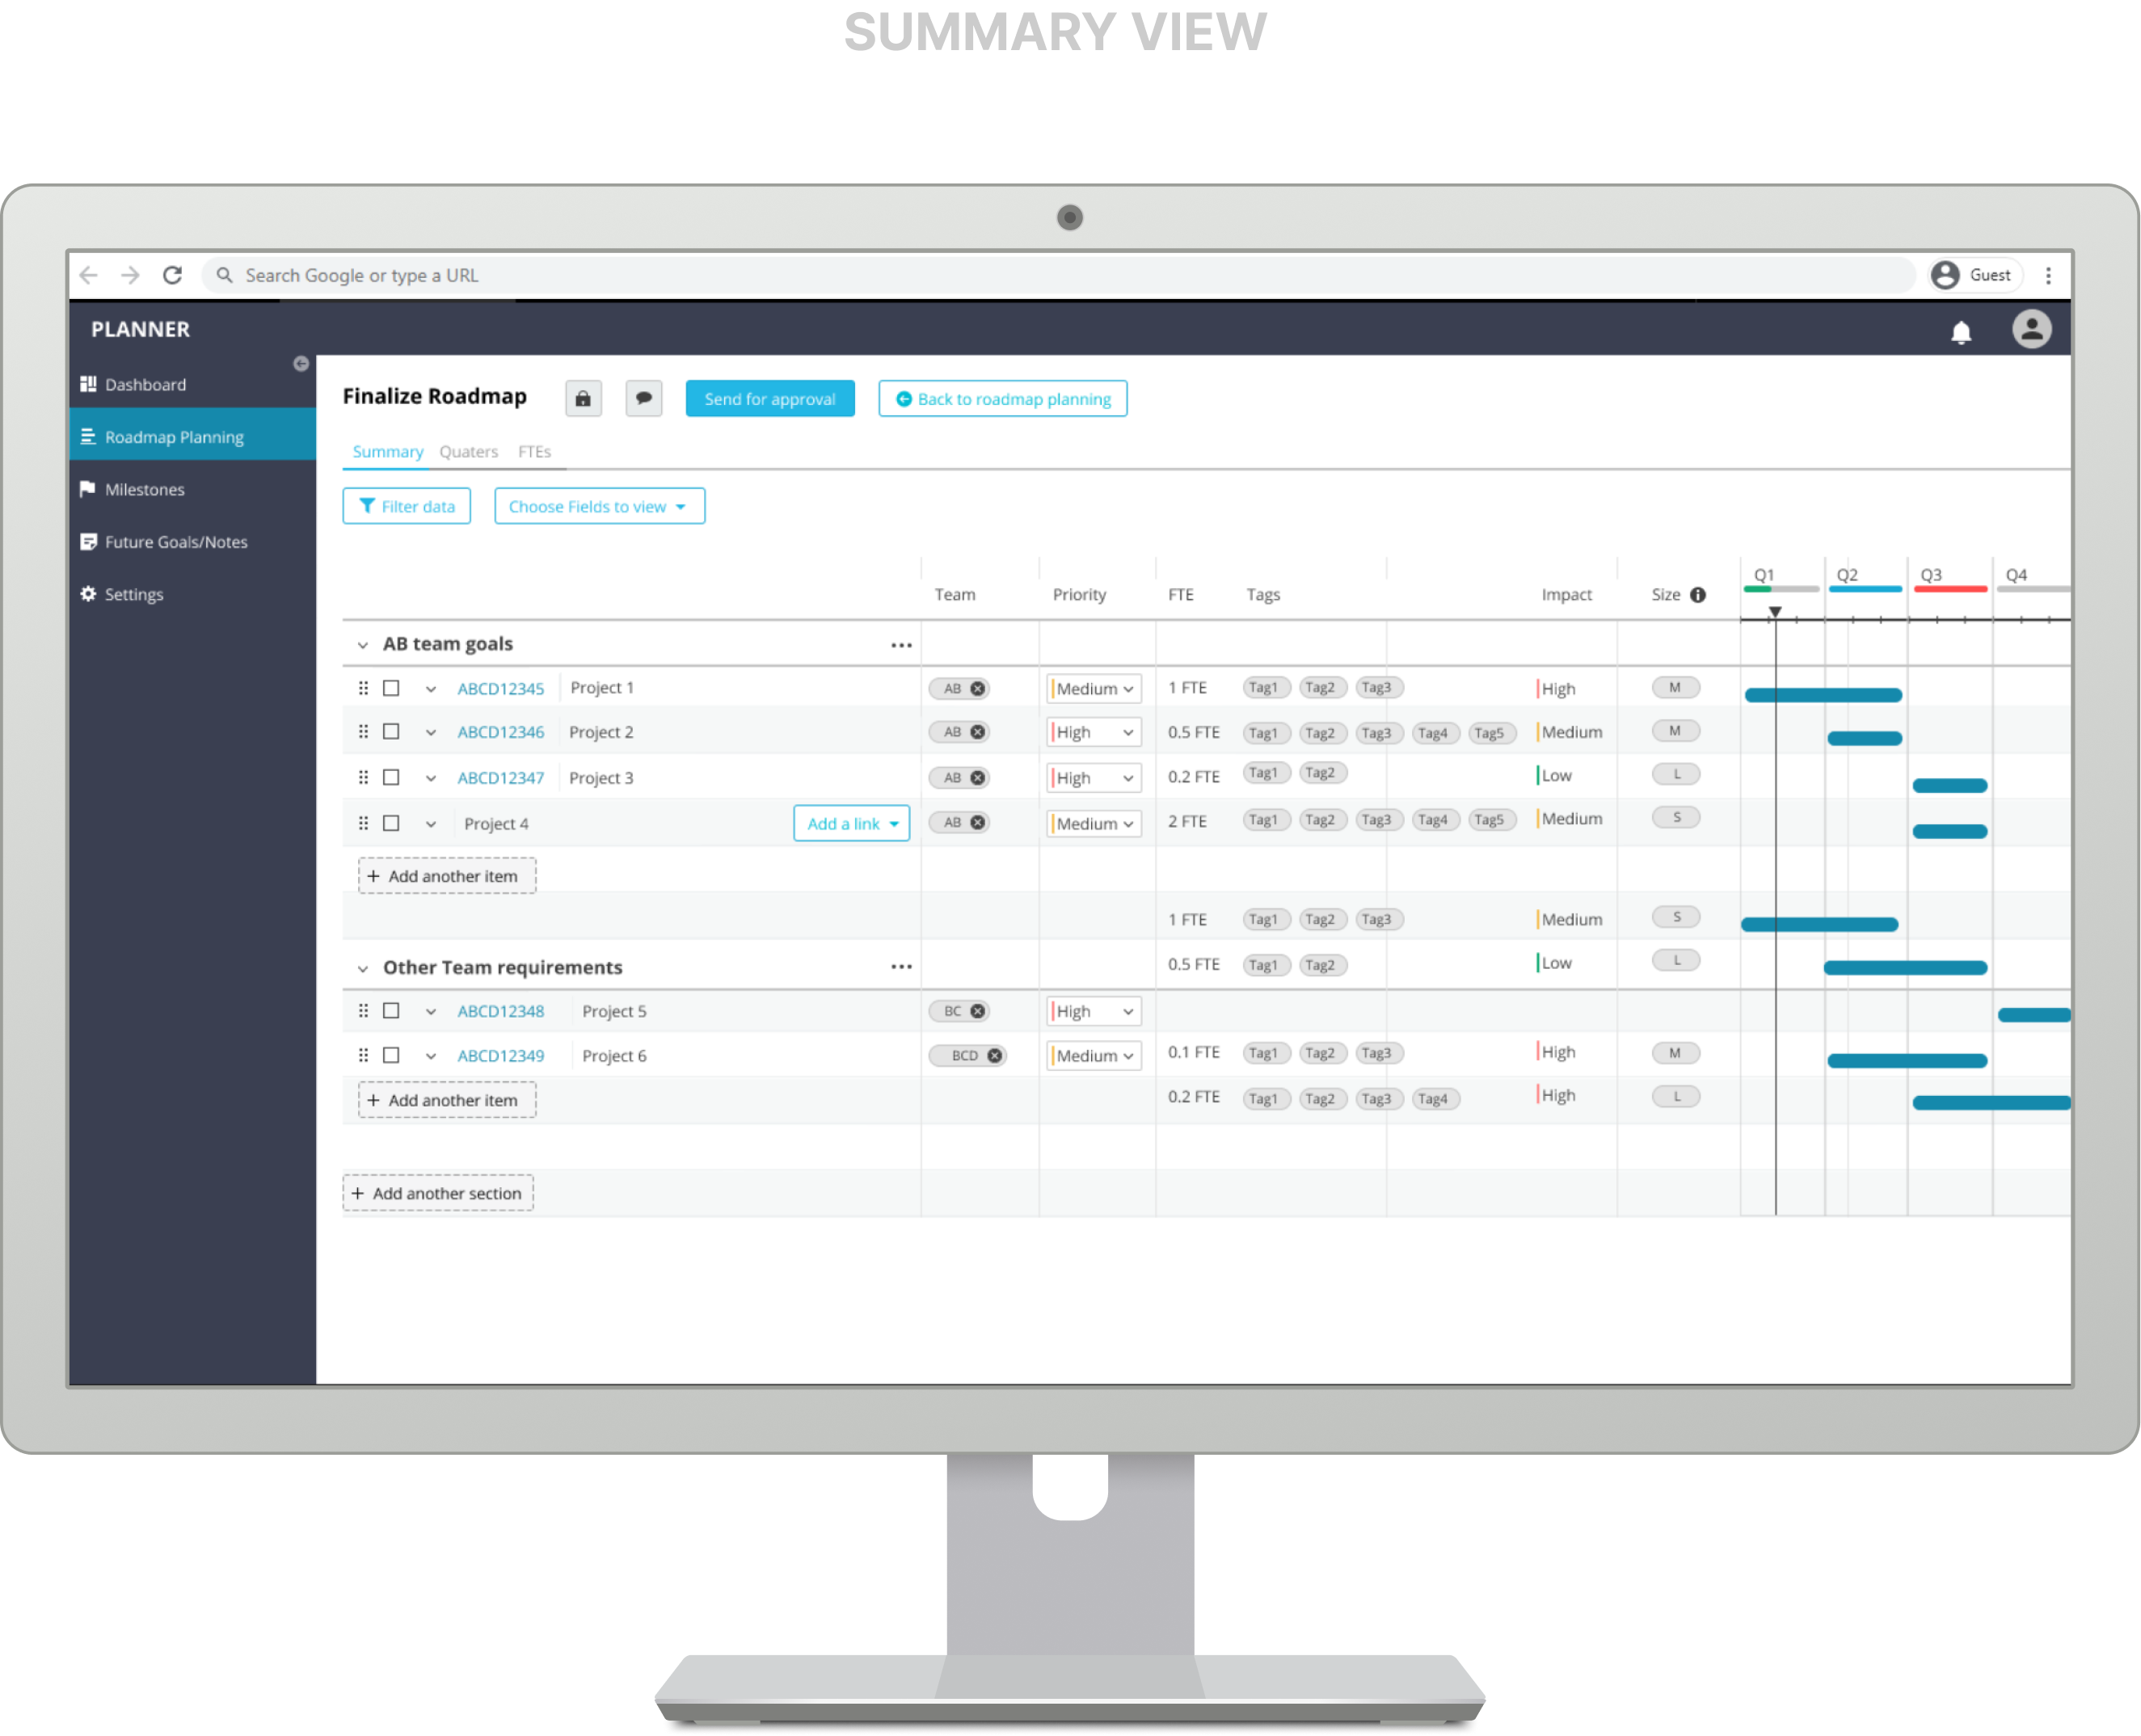 SUMMARY VIEW
Search Google or type a URL
Guest
PLANNER
Dashboard
Roadmap Planning
Milestones
Future Goals/Notes
Settings
Finalize Roadmap Send for approval Back to roadmap planning
Summary Quaters FTEs
Filter data Choose Fields to view
Team Priority FTE Tags Impact Size Q1 Q2 Q3 Q4
AB team goals
ABCD12345 Project 1 AB Medium 1 FTE Tag1 Tag2 Tag3 High M
ABCD12346 Project 2 AB High 0.5 FTE Tag1 Tag2 Tag3 Tag4 Tag5 Medium M
ABCD12347 Project 3 AB High 0.2 FTE Tag1 Tag2 Low L
Project 4 Add a link AB Medium 2 FTE Tag1 Tag2 Tag3 Tag4 Tag5 Medium S
+ Add another item
1 FTE Tag1 Tag2 Tag3 Medium S
Other Team requirements 0.5 FTE Tag1 Tag2 Low L
ABCD12348 Project 5 BC High
ABCD12349 Project 6 BCD Medium 0.1 FTE Tag1 Tag2 Tag3 High M
+ Add another item 0.2 FTE Tag1 Tag2 Tag3 Tag4 High L
+ Add another section